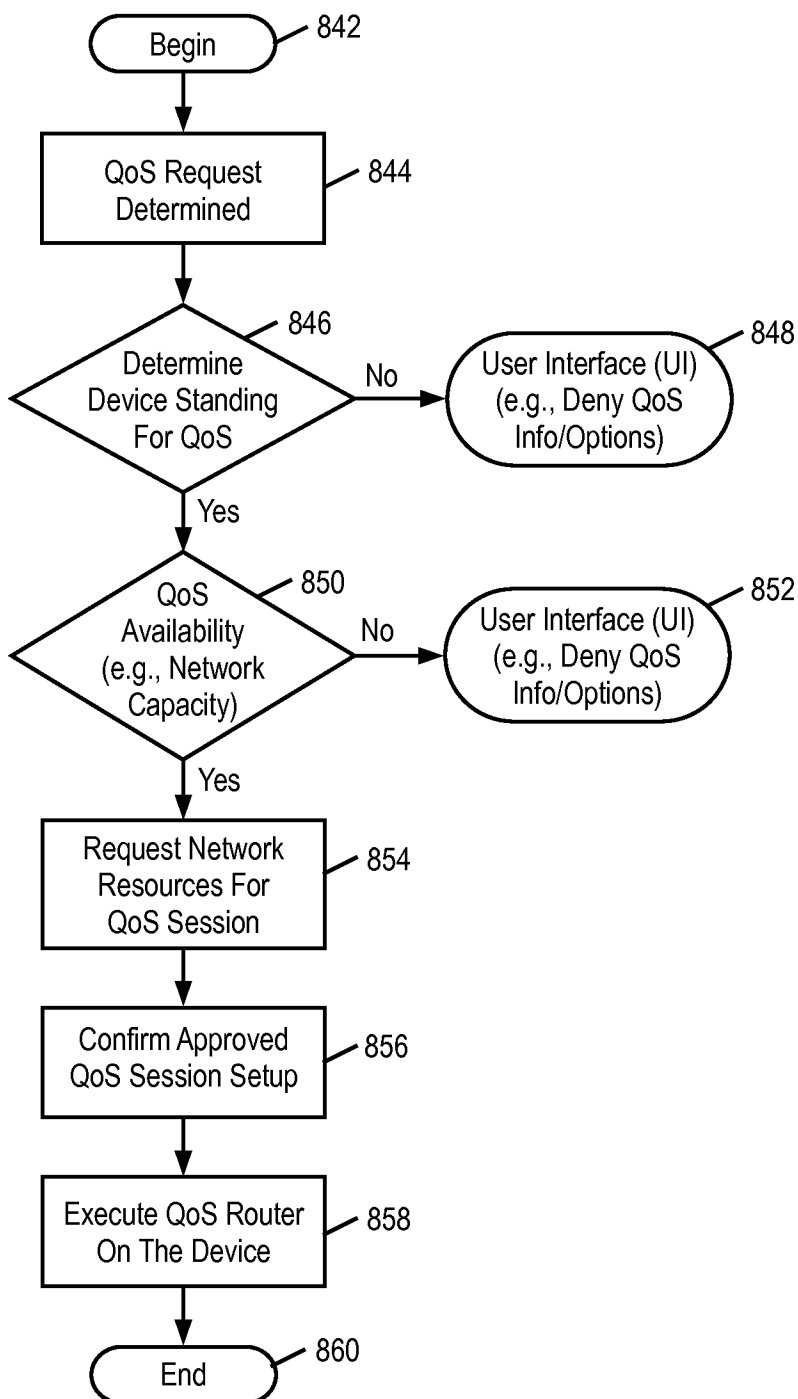 Begin
842
QoS Request
Determined
844
846
Determine
Device Standing
For QoS
No
848
User Interface (UI)
(e.g., Deny QoS
Info/Options)
Yes
850
QoS
Availability
(e.g., Network
Capacity)
No
852
User Interface (UI)
(e.g., Deny QoS
Info/Options)
Yes
Request Network
Resources For
QoS Session
854
Confirm Approved
QoS Session Setup
856
Execute QoS Router
On The Device
858
End
860